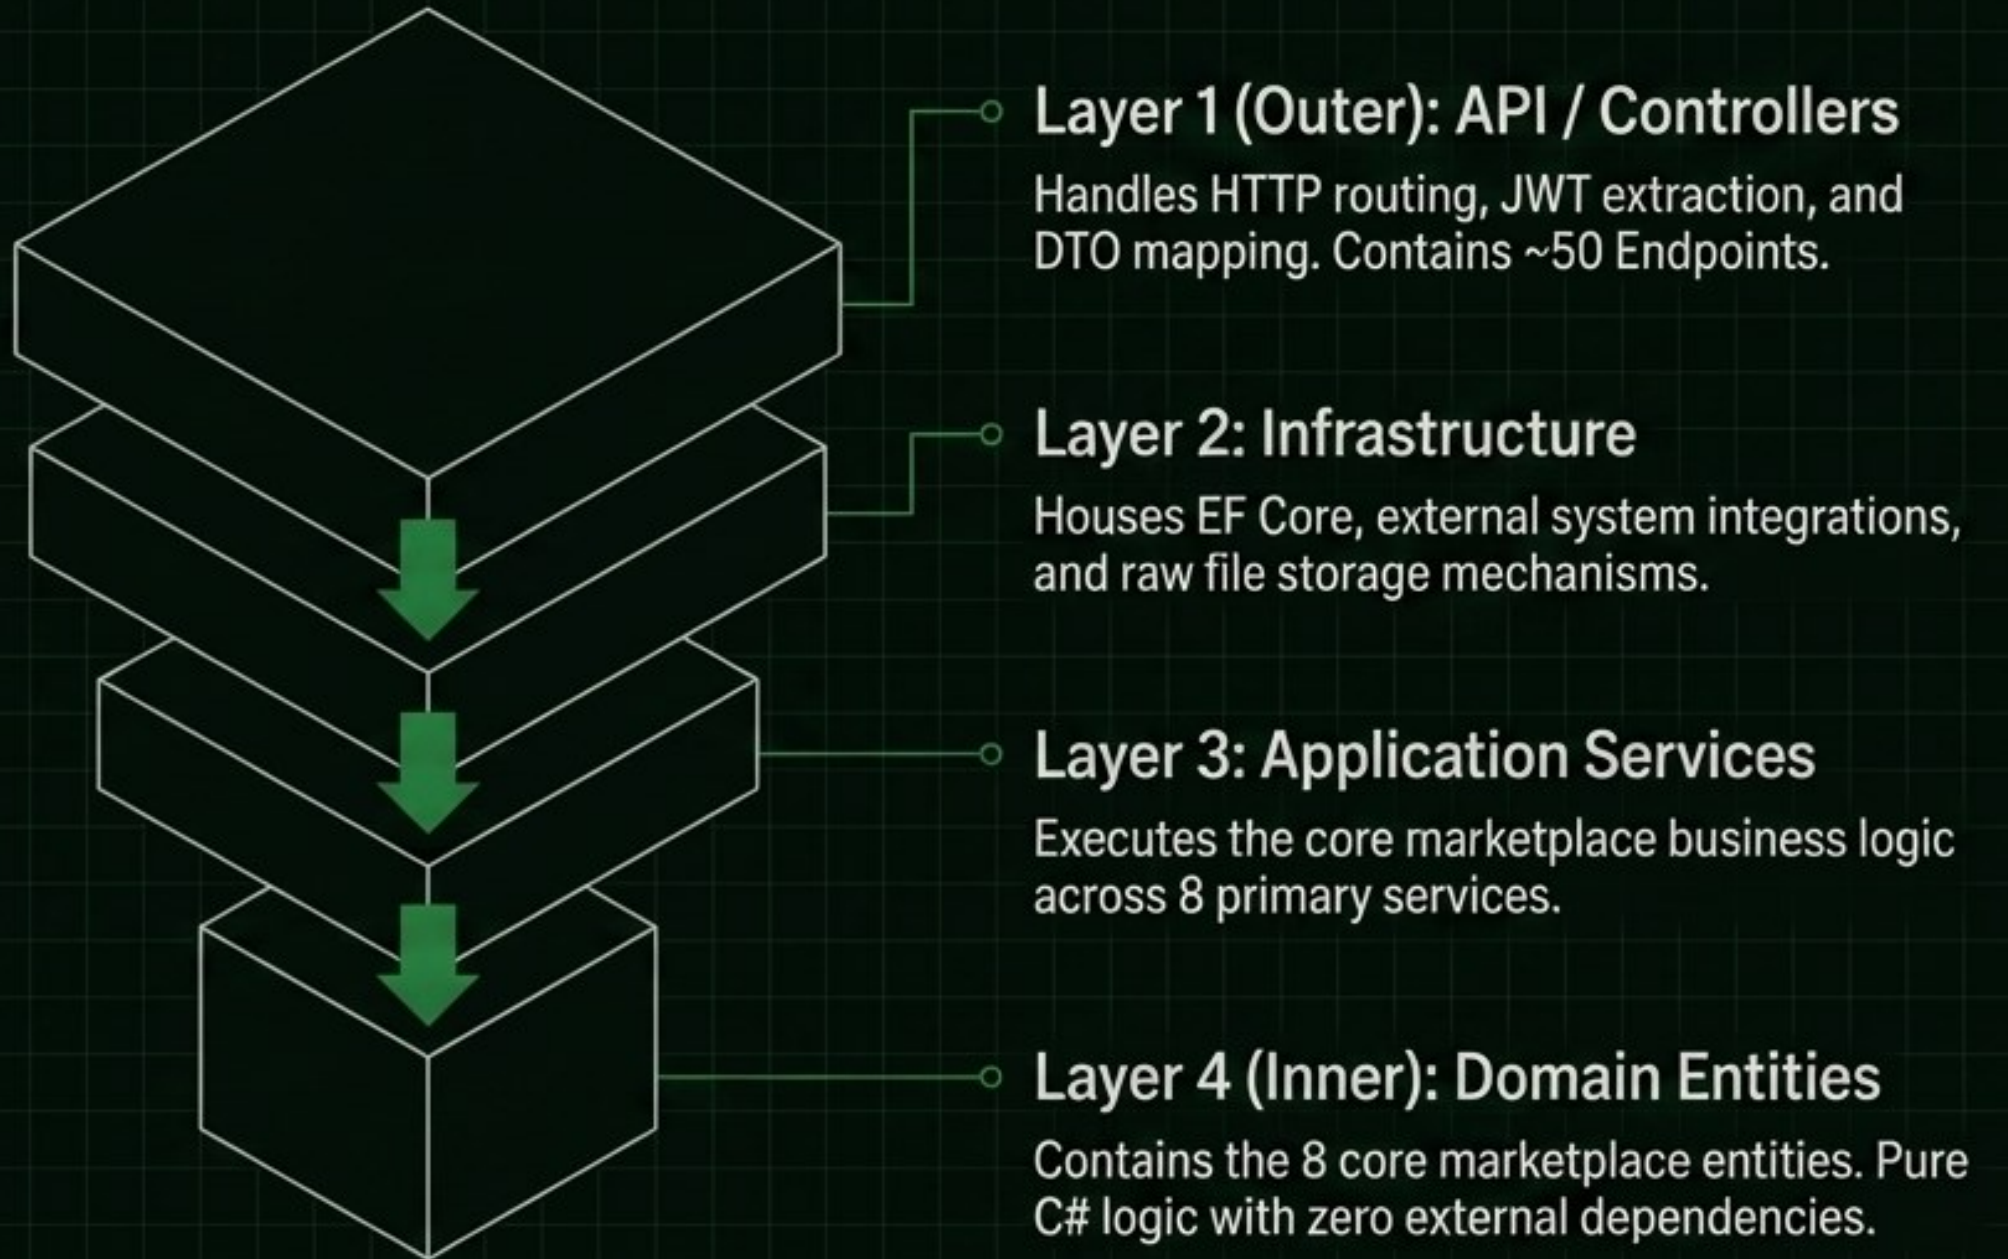 Layer 1 (Outer): API / Controllers
Handles HTTP routing, JWT extraction, and
DTO mapping. Contains ~50 Endpoints.
Layer 2: Infrastructure
Houses EF Core, external system integrations,
and raw file storage mechanisms.
Layer 3: Application Services
Executes the core marketplace business logic
across 8 primary services.
Layer 4 (Inner): Domain Entities
Contains the 8 core marketplace entities. Pure
C# logic with zero external dependencies.